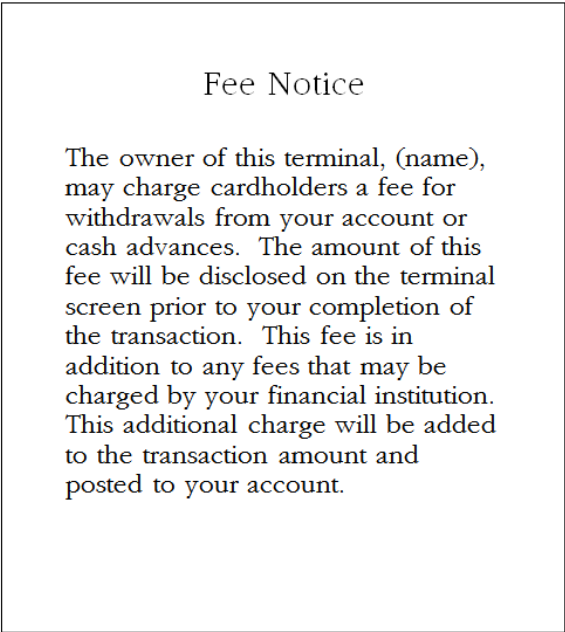 Fee Notice
The owner of this terminal, (name),
may charge cardholders a fee for
withdrawals from your account or
cash advances.  The amount of this
fee will be disclosed on the terminal
screen prior to your completion of
the transaction.  This fee is in
addition to any fees that may be
charged by your financial institution.
This additional charge will be added
to the transaction amount and
posted to your account.